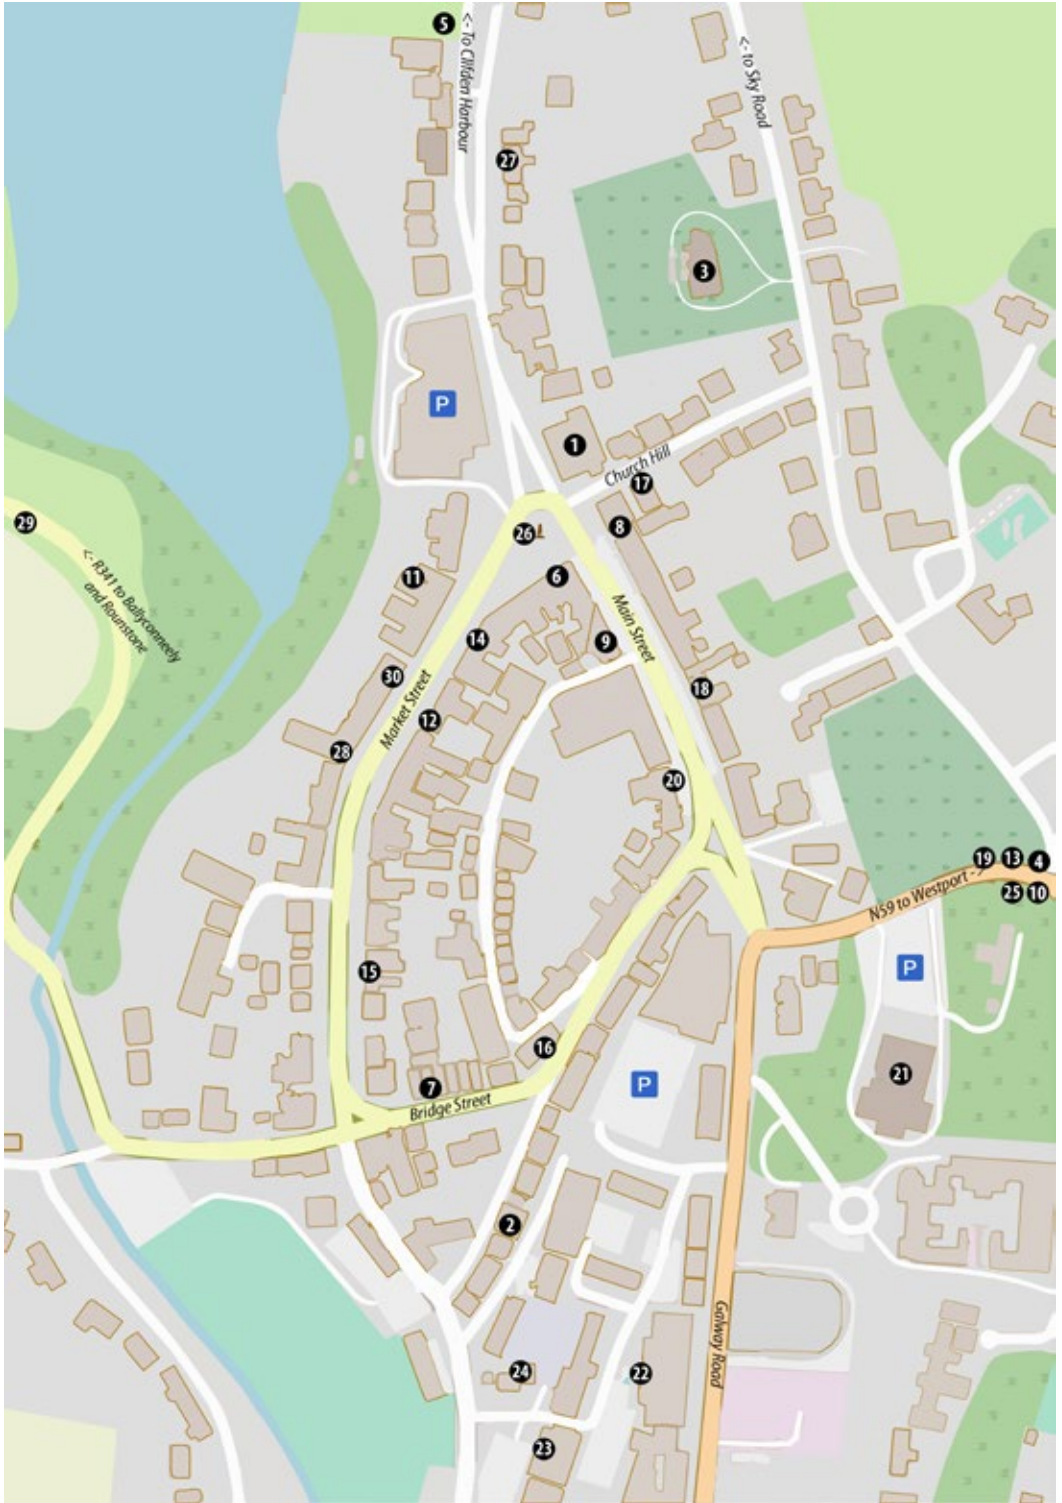 5
<- To Clifden Harbour
<- to Sky Road
27
3
P
1
Church Hill
17
29
26
8
<- R341 to Ballyconneely
and Rounstone
11
6
Main Street
14
9
30
Market Street
18
12
28
20
19
13
4
N59 to Westport ->
25
10
15
P
16
21
7
P
Bridge Street
2
Galway Road
24
22
23